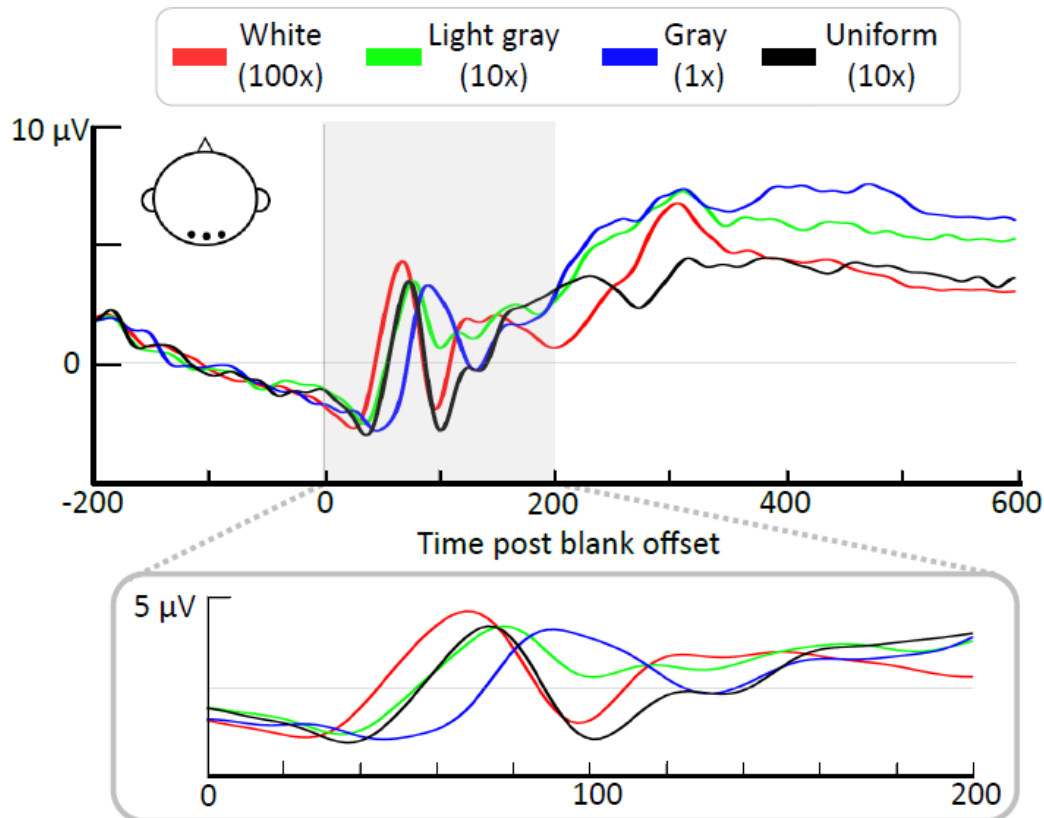 White Light gray Gray Uniform
(100x) (10x) (1x) (10x)
10 µV
0
-200 0 200 400 600
Time post blank offset
5 µV
0 100 200